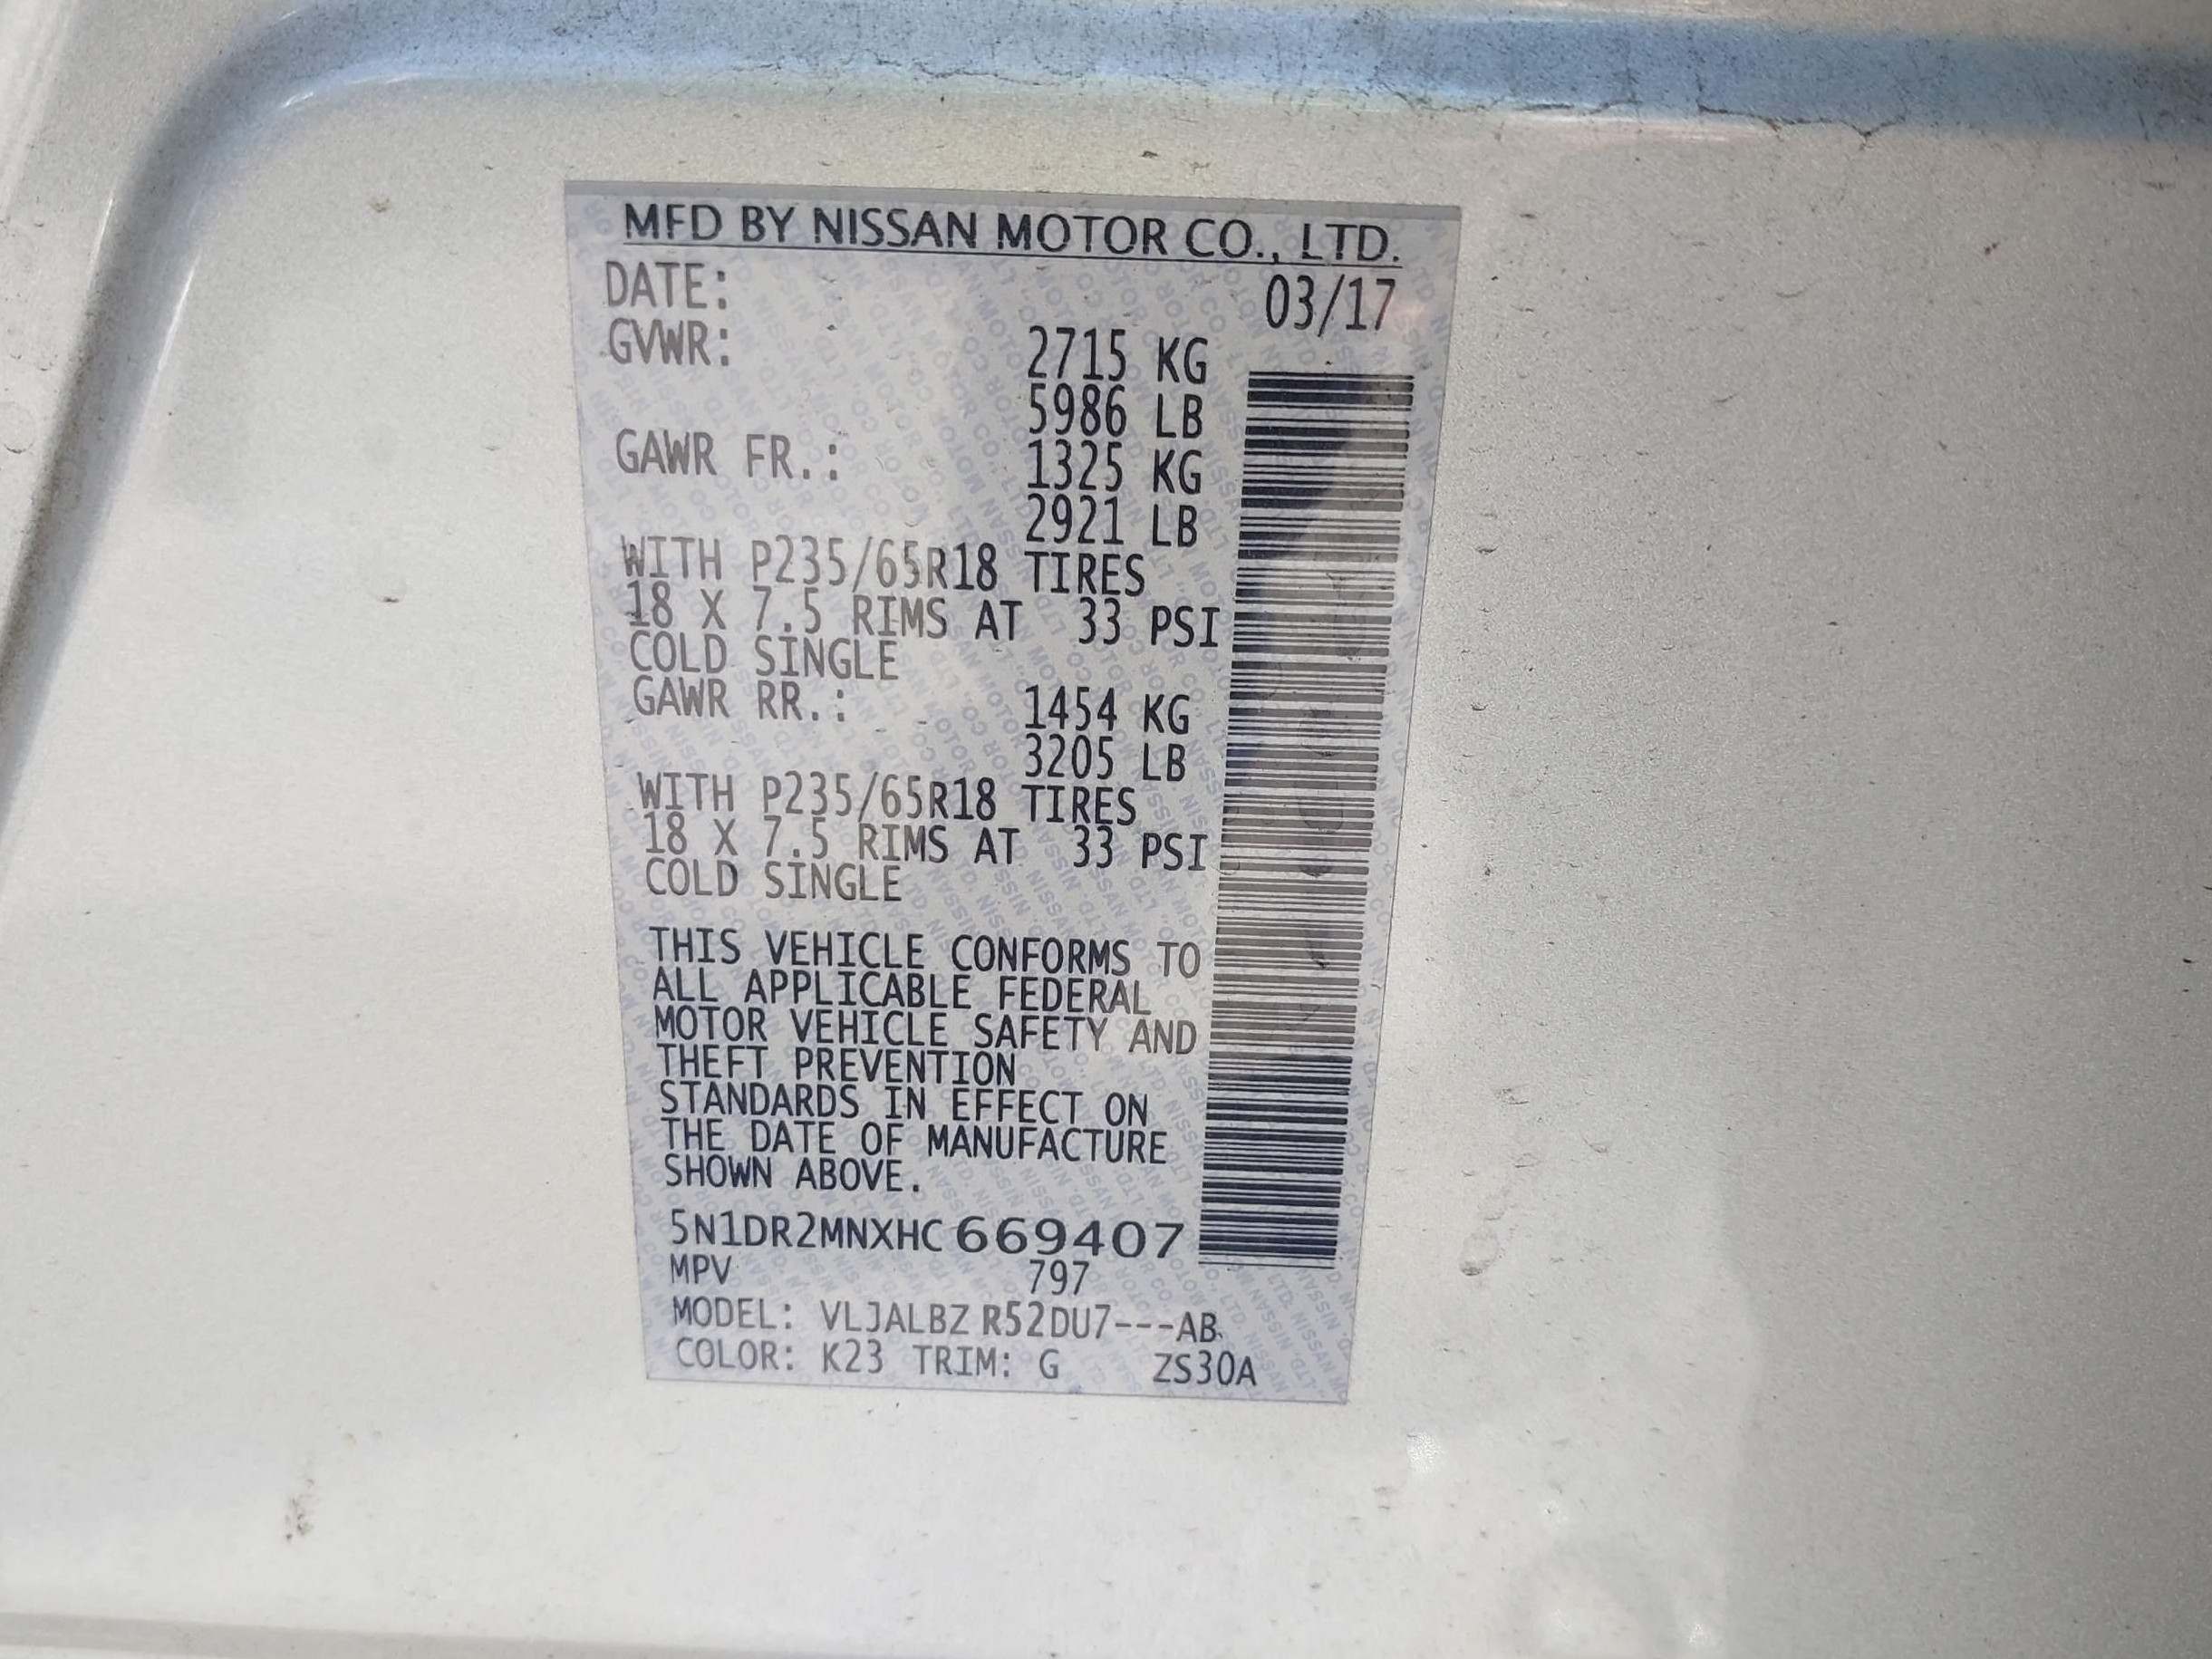 MFD BY NISSAN MOTOR CO., LTD.
DATE: 03/17
GVWR: 2715 KG
5986 LB
GAWR FR.: 1325 KG
2921 LB
WITH P235/65R18 TIRES
18 X 7.5 RIMS AT 33 PSI
COLD SINGLE
GAWR RR.: 1454 KG
3205 LB
WITH P235/65R18 TIRES
18 X 7.5 RIMS AT 33 PSI
COLD SINGLE
THIS VEHICLE CONFORMS TO
ALL APPLICABLE FEDERAL
MOTOR VEHICLE SAFETY AND
THEFT PREVENTION
STANDARDS IN EFFECT ON
THE DATE OF MANUFACTURE
SHOWN ABOVE.
5N1DR2MNXHC669407
MPV 797
MODEL: VLJALBZ R52DU7---AB
COLOR: K23 TRIM: G ZS30A